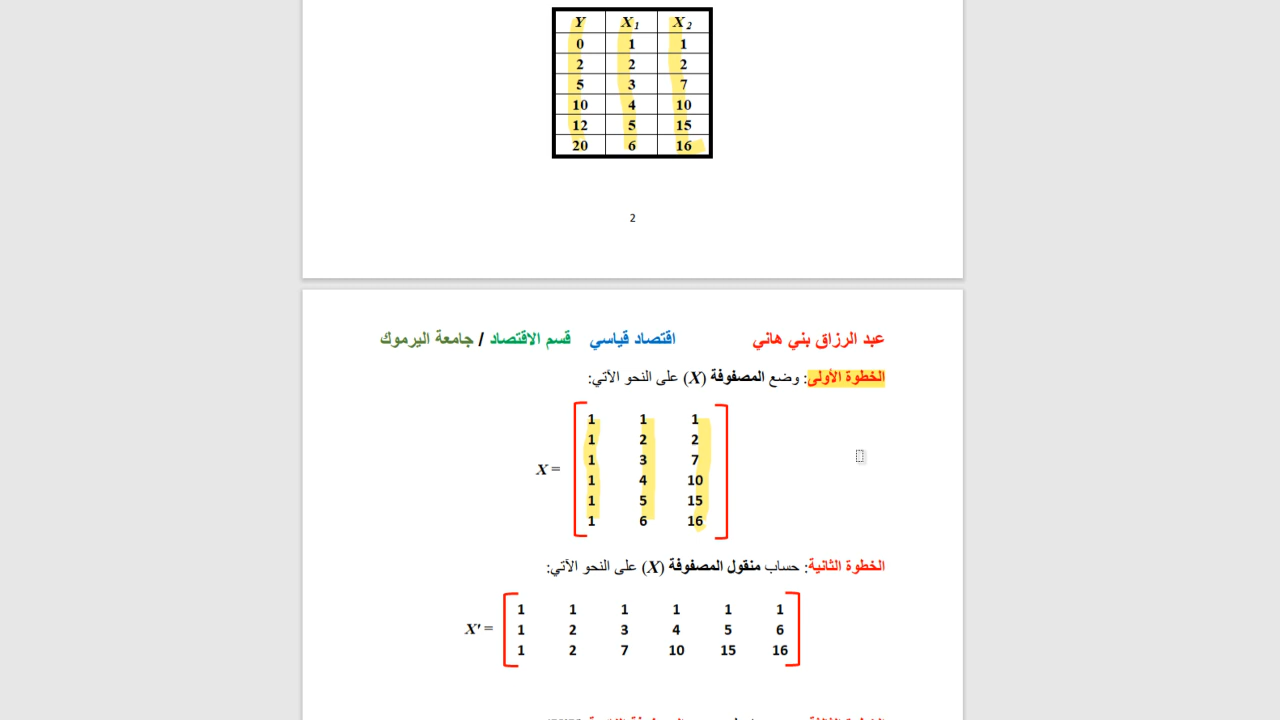 Y X₁ X₂
0 1 1
2 2 2
5 3 7
10 4 10
12 5 15
20 6 16
2
عبد الرزاق بني هاني اقتصاد قياسي قسم الاقتصاد / جامعة اليرموك
الخطوة الأولى: وضع المصفوفة (X) على النحو الآتي:
1 1 1
1 2 2
1 3 7
X =
1 4 10
1 5 15
1 6 16
الخطوة الثانية: حساب منقول المصفوفة (X) على النحو الآتي:
1 1 1 1 1 1
X' = 1 2 3 4 5 6
1 2 7 10 15 16